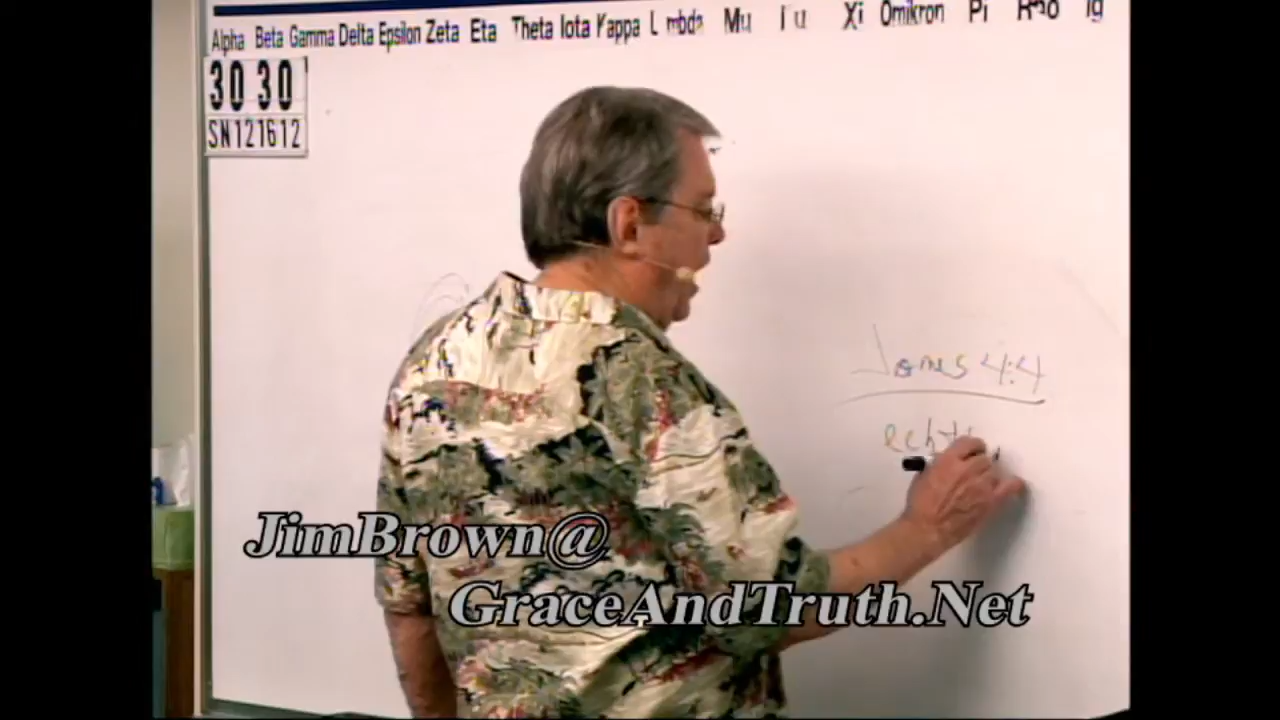 Alpha Beta Gamma Delta Epsilon Zeta Eta Theta Iota Kappa Mu Xi Omikron Pi
30 30
SN121612
James 4:4
JimBrown@
GraceAndTruth.Net